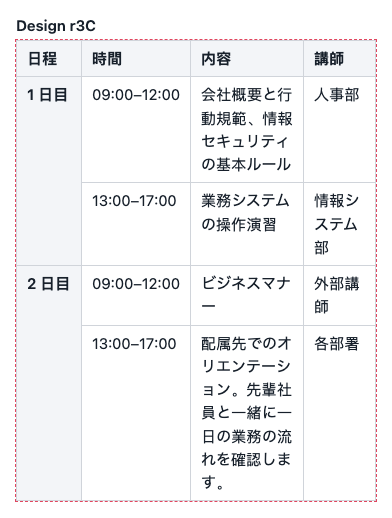 Design r3C
日程 時間 内容 講師
1 日目 09:00–12:00 会社概要と行 人事部
動規範、情報
セキュリティ
の基本ルール
13:00–17:00 業務システム 情報シ
の操作演習 ステム
部
2 日目 09:00–12:00 ビジネスマナ 外部講
ー 師
13:00–17:00 配属先でのオ 各部署
リエンテーシ
ョン。先輩社
員と一緒に一
日の業務の流
れを確認しま
す。